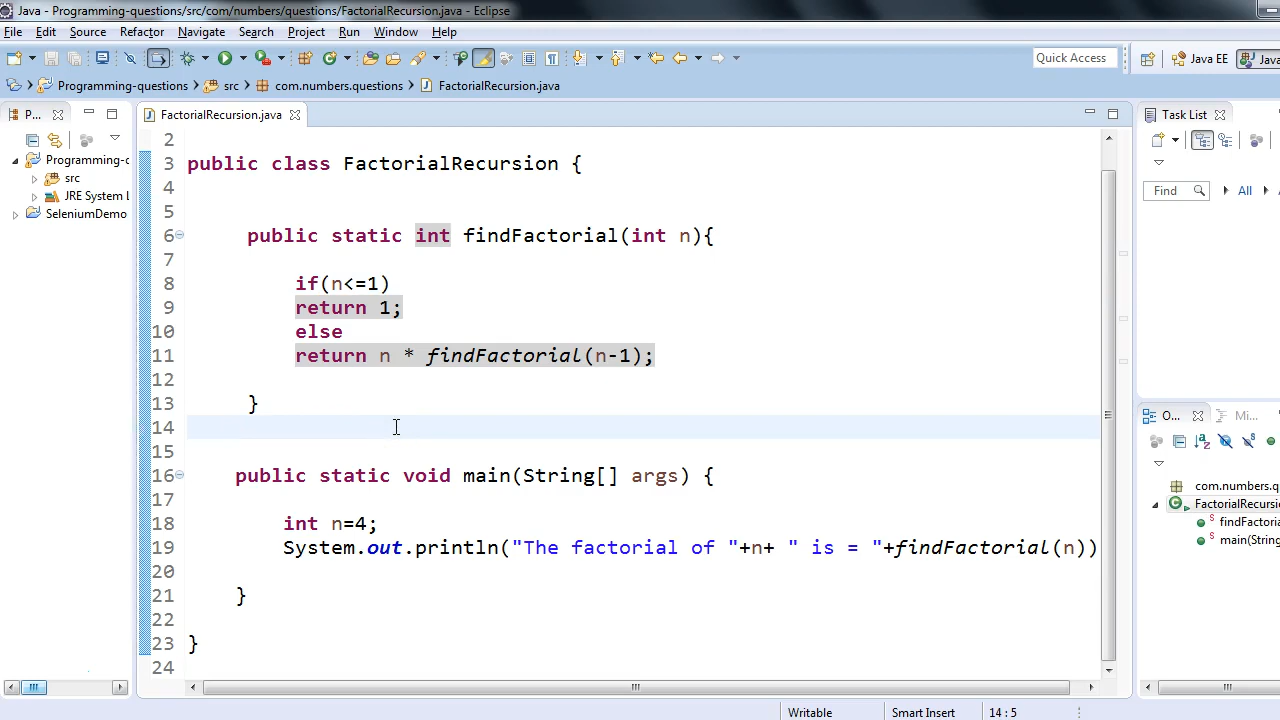 Java - Programming-questions/src/com/numbers/questions/FactorialRecursion.java - Eclipse
File Edit Source Refactor Navigate Search Project Run Window Help
Quick Access
Java EE
Java
Programming-questions
src
com.numbers.questions
FactorialRecursion.java
P...
FactorialRecursion.java
Task List
Programming-q
src
JRE System L
SeleniumDemo
2
3 public class FactorialRecursion {
4
5
6 public static int findFactorial(int n){
7
8 if(n<=1)
9 return 1;
10 else
11 return n * findFactorial(n-1);
12
13 }
14
15
16 public static void main(String[] args) {
17
18 int n=4;
19 System.out.println("The factorial of "+n+ " is = "+findFactorial(n))
20
21 }
22
23 }
24
Find
All
O...
Mi...
com.numbers.q
FactorialRecursi
findFactoria
main(String
Writable
Smart Insert
14 : 5